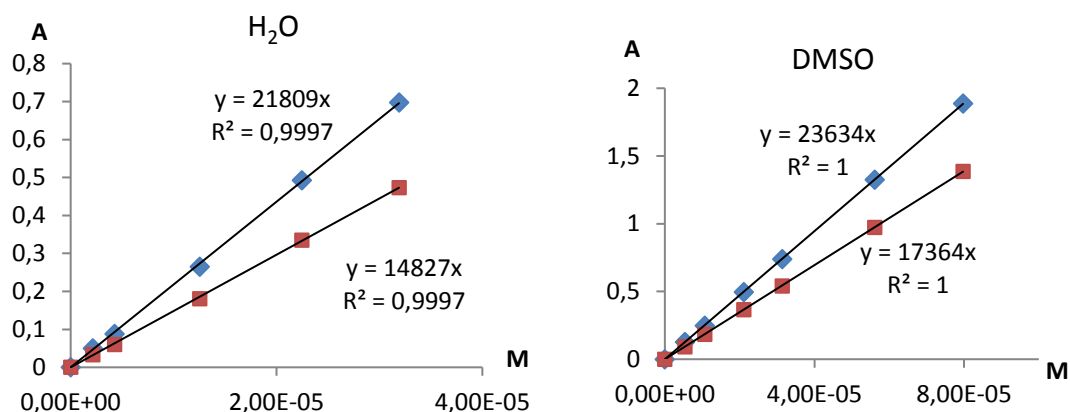 H₂O
A
0,8
0,7
0,6
0,5
0,4
0,3
0,2
0,1
0
y = 21809x
R² = 0,9997
y = 14827x
R² = 0,9997
M
0,00E+00 2,00E-05 4,00E-05
DMSO
A
2
1,5
1
0,5
0
y = 23634x
R² = 1
y = 17364x
R² = 1
M
0,00E+00 4,00E-05 8,00E-05